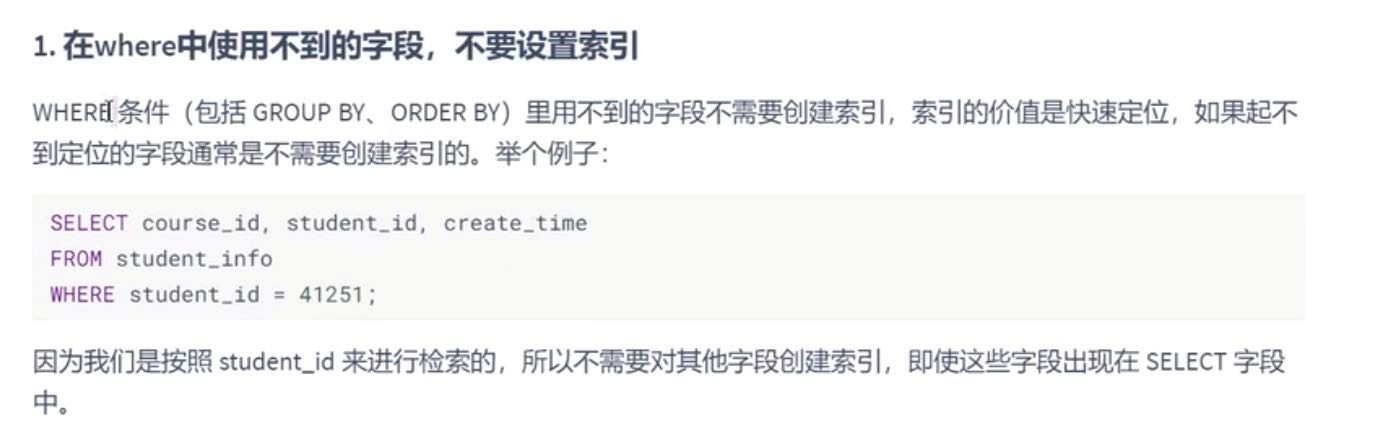 1. 在where中使用不到的字段，不要设置索引
WHERE 条件（包括 GROUP BY、ORDER BY）里用不到的字段不需要创建索引，索引的价值是快速定位，如果起不
到定位的字段通常是不需要创建索引的。举个例子：
SELECT course_id, student_id, create_time
FROM student_info
WHERE student_id = 41251;
因为我们是按照 student_id 来进行检索的，所以不需要对其他字段创建索引，即使这些字段出现在 SELECT 字段
中。